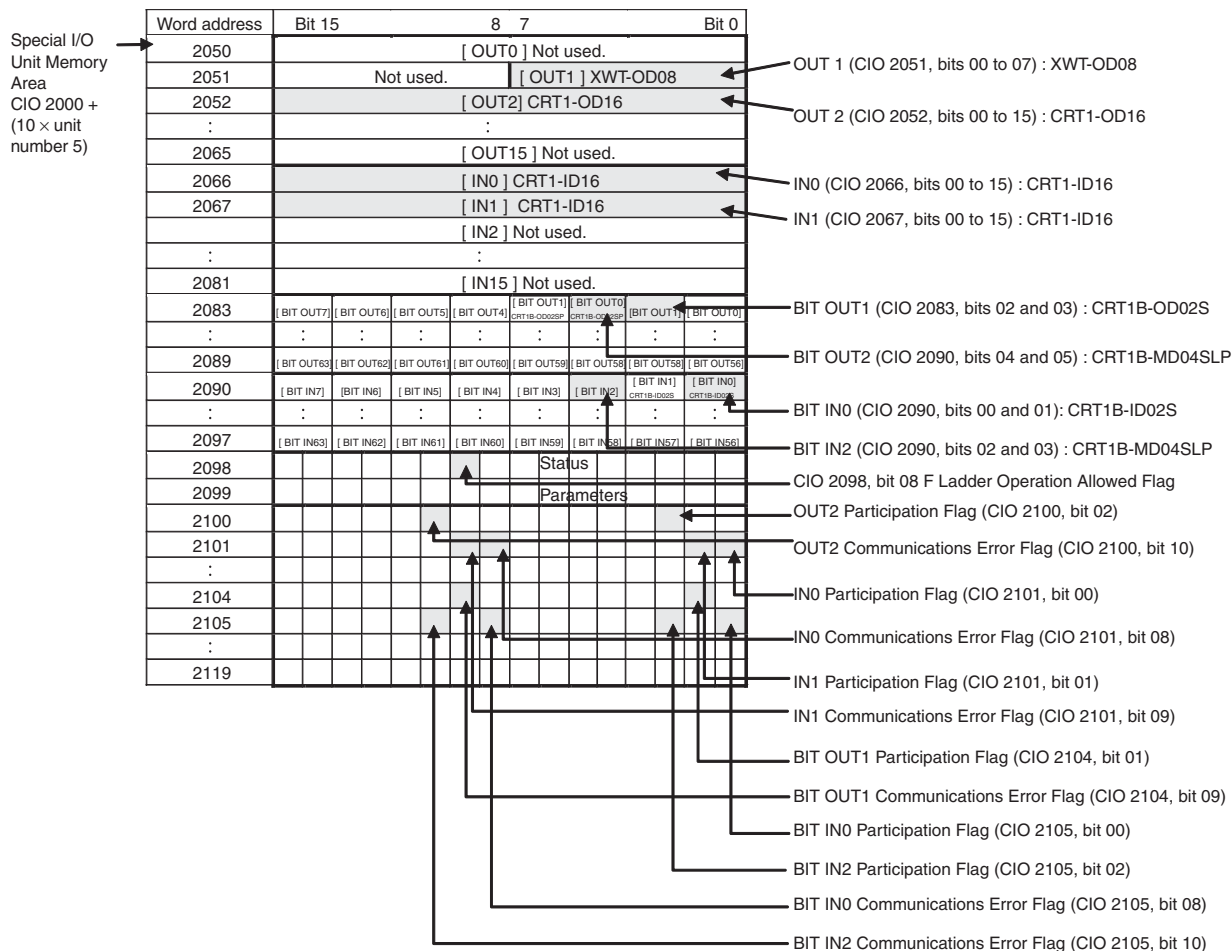 Word address Bit 15 8 7 Bit 0
Special I/O
Unit Memory
Area
CIO 2000 +
(10 × unit
number 5)
2050 [ OUT0 ] Not used.
2051 Not used. [ OUT1 ] XWT-OD08
2052 [ OUT2] CRT1-OD16
: :
2065 [ OUT15 ] Not used.
2066 [ IN0 ] CRT1-ID16
2067 [ IN1 ] CRT1-ID16
[ IN2 ] Not used.
: :
2081 [ IN15 ] Not used.
2083 [ BIT OUT7] [ BIT OUT6] [ BIT OUT5] [ BIT OUT4] [ BIT OUT1] CRT1B-OD02SP [ BIT OUT0] CRT1B-OD02SP [BIT OUT1] [ BIT OUT0]
: : : : : : : : :
2089 [ BIT OUT63] [ BIT OUT62] [ BIT OUT61] [ BIT OUT60] [ BIT OUT59] [ BIT OUT58] [ BIT OUT58] [ BIT OUT56]
2090 [ BIT IN7] [BIT IN6] [ BIT IN5] [ BIT IN4] [ BIT IN3] [ BIT IN2] [ BIT IN1] CRT1B-ID02S [ BIT IN0] CRT1B-ID02S
: : : : : : : : :
2097 [ BIT IN63] [ BIT IN62] [ BIT IN61] [ BIT IN60] [ BIT IN59] [ BIT IN58] [ BIT IN57] [ BIT IN56]
2098 Status
2099 Parameters
2100
2101
:
2104
2105
:
2119
OUT 1 (CIO 2051, bits 00 to 07) : XWT-OD08
OUT 2 (CIO 2052, bits 00 to 15) : CRT1-OD16
IN0 (CIO 2066, bits 00 to 15) : CRT1-ID16
IN1 (CIO 2067, bits 00 to 15) : CRT1-ID16
BIT OUT1 (CIO 2083, bits 02 and 03) : CRT1B-OD02S
BIT OUT2 (CIO 2090, bits 04 and 05) : CRT1B-MD04SLP
BIT IN0 (CIO 2090, bits 00 and 01): CRT1B-ID02S
BIT IN2 (CIO 2090, bits 02 and 03) : CRT1B-MD04SLP
CIO 2098, bit 08 F Ladder Operation Allowed Flag
OUT2 Participation Flag (CIO 2100, bit 02)
OUT2 Communications Error Flag (CIO 2100, bit 10)
IN0 Participation Flag (CIO 2101, bit 00)
IN0 Communications Error Flag (CIO 2101, bit 08)
IN1 Participation Flag (CIO 2101, bit 01)
IN1 Communications Error Flag (CIO 2101, bit 09)
BIT OUT1 Participation Flag (CIO 2104, bit 01)
BIT OUT1 Communications Error Flag (CIO 2104, bit 09)
BIT IN0 Participation Flag (CIO 2105, bit 00)
BIT IN2 Participation Flag (CIO 2105, bit 02)
BIT IN0 Communications Error Flag (CIO 2105, bit 08)
BIT IN2 Communications Error Flag (CIO 2105, bit 10)